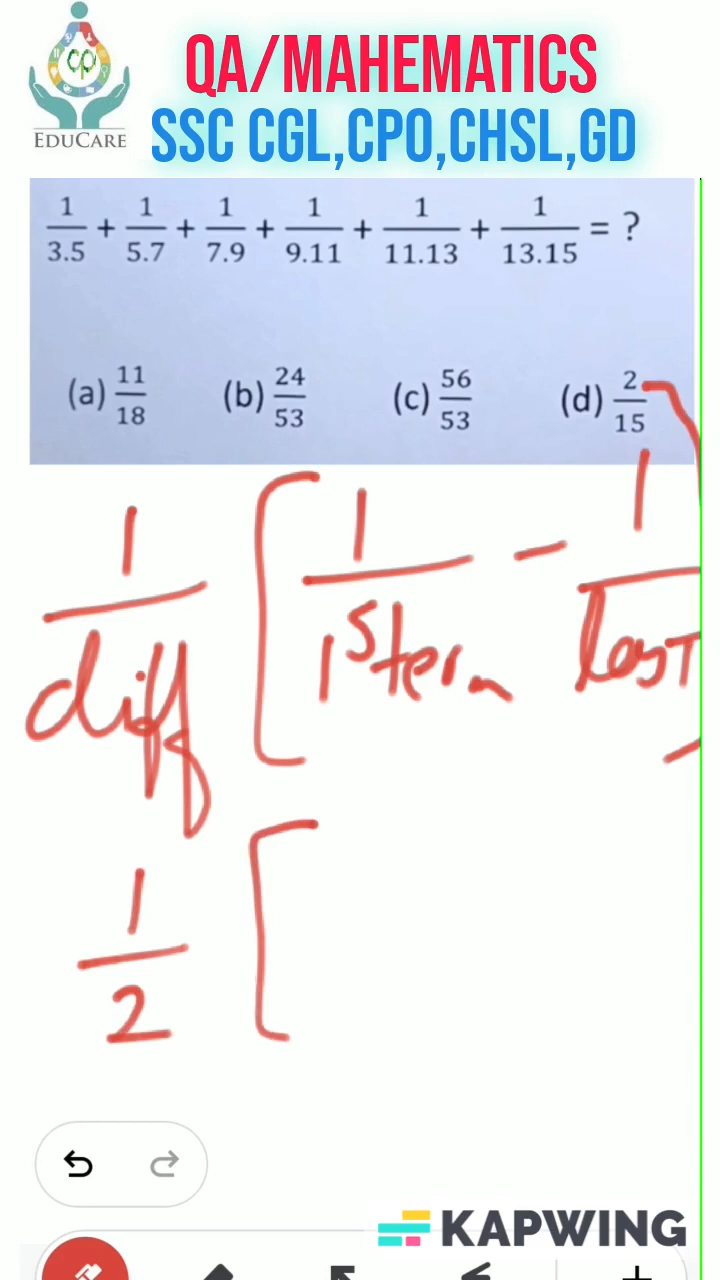 cp
EDUCARE
QA/MAHEMATICS
SSC CGL,CPO,CHSL,GD
1/3.5 + 1/5.7 + 1/7.9 + 1/9.11 + 1/11.13 + 1/13.15 = ?
(a) 11/18 (b) 24/53 (c) 56/53 (d) 2/15
1/diff [ 1/1sterm - 1/last ]
1/2 [
KAPWING